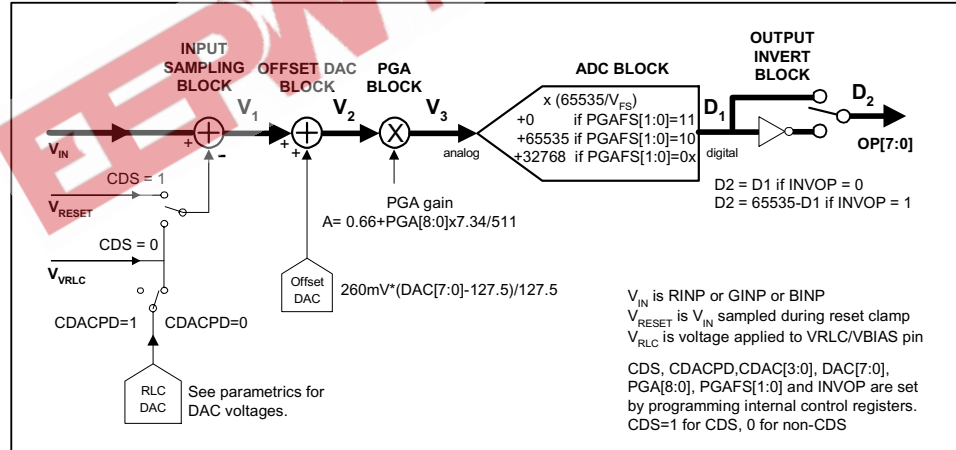 INPUT
SAMPLING
BLOCK
OFFSET DAC
BLOCK
PGA
BLOCK
ADC BLOCK
OUTPUT
INVERT
BLOCK
V1
V2
V3
D1
D2
x (65535/VFS)
+0 if PGAFS[1:0]=11
+65535 if PGAFS[1:0]=10
+32768 if PGAFS[1:0]=0x
VIN
+
-
+
+
X
analog
digital
OP[7:0]
CDS = 1
VRESET
CDS = 0
VVRLC
PGA gain
A= 0.66+PGA[8:0]x7.34/511
D2 = D1 if INVOP = 0
D2 = 65535-D1 if INVOP = 1
Offset
DAC
260mV*(DAC[7:0]-127.5)/127.5
CDACPD=1
CDACPD=0
RLC
DAC
See parametrics for
DAC voltages.
VIN is RINP or GINP or BINP
VRESET is VIN sampled during reset clamp
VRLC is voltage applied to VRLC/VBIAS pin
CDS, CDACPD,CDAC[3:0], DAC[7:0],
PGA[8:0], PGAFS[1:0] and INVOP are set
by programming internal control registers.
CDS=1 for CDS, 0 for non-CDS
EEPW